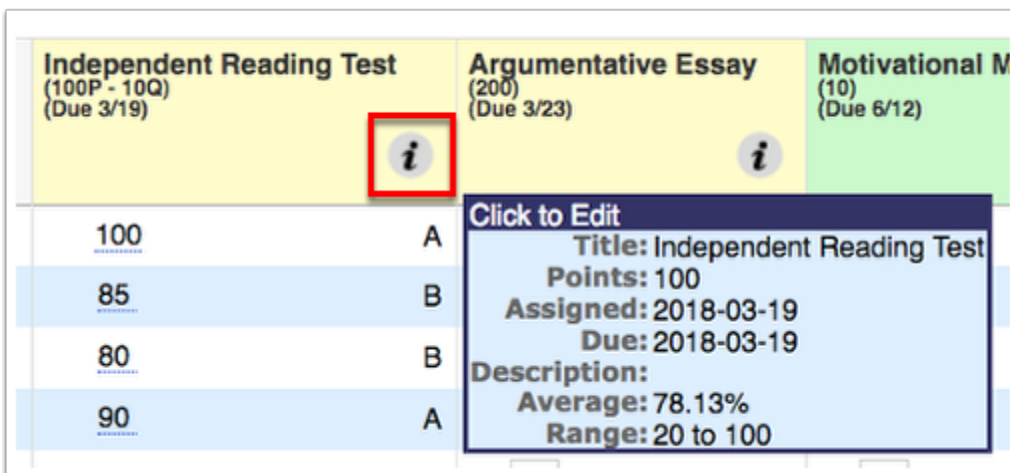 Independent Reading Test
(100P - 10Q)
(Due 3/19)
i
Argumentative Essay
(200)
(Due 3/23)
i
Motivational M
(10)
(Due 6/12)
100 A
85 B
80 B
90 A
Click to Edit
Title: Independent Reading Test
Points: 100
Assigned: 2018-03-19
Due: 2018-03-19
Description:
Average: 78.13%
Range: 20 to 100